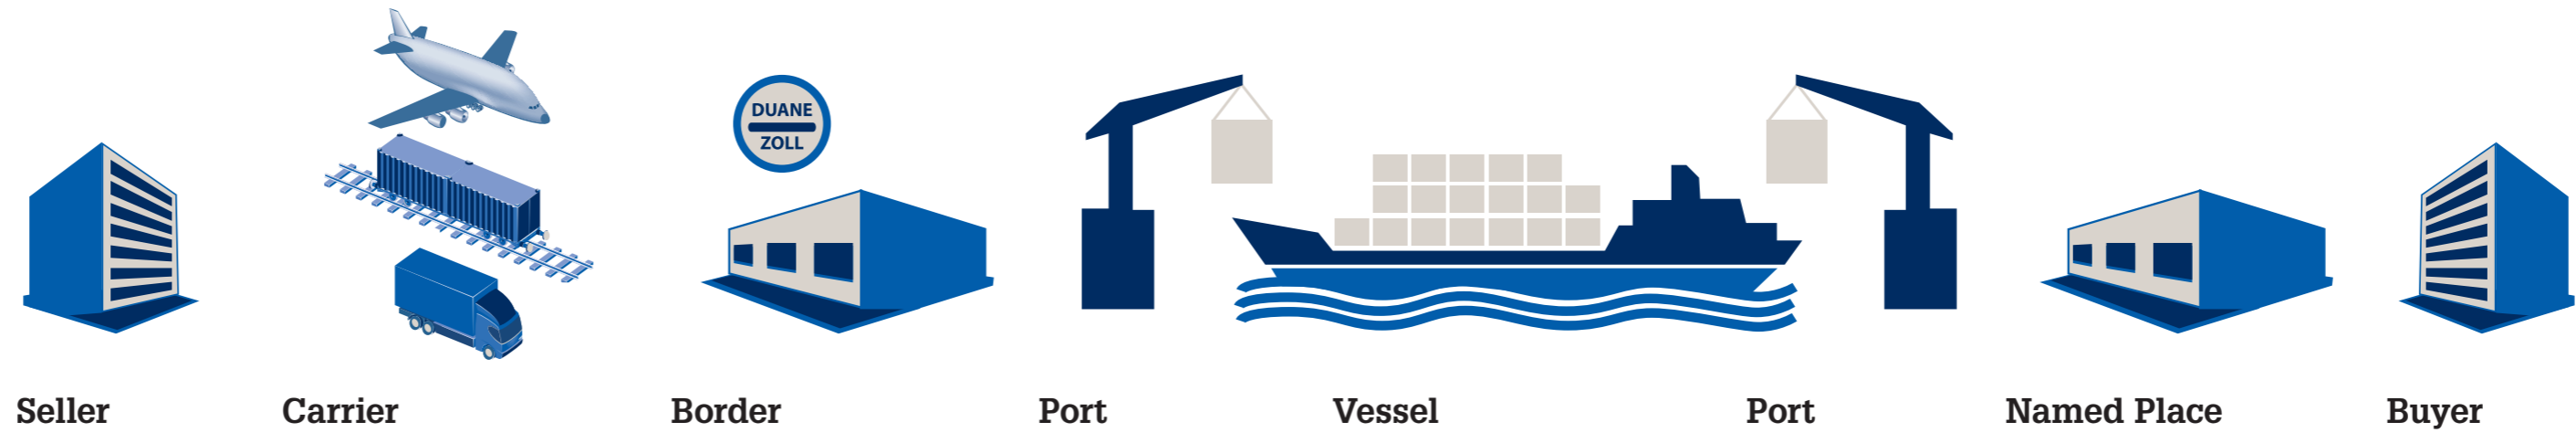 DUANE
ZOLL
Seller
Carrier
Border
Port
Vessel
Port
Named Place
Buyer